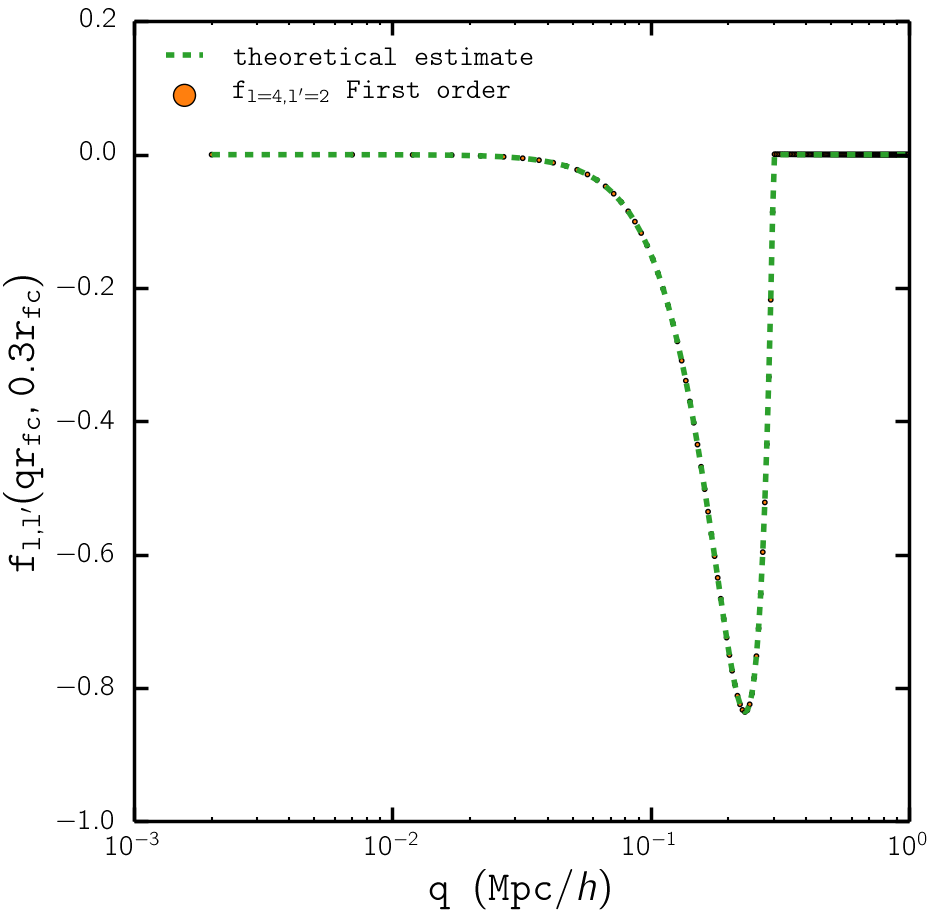 0.2
theoretical estimate
f_{l=4,l′=2} First order
0.0
−0.2
−0.4
−0.6
−0.8
−1.0
f_{l,l′}(qr_{fc}, 0.3r_{fc})
10^{−3}
10^{−2}
10^{−1}
10^{0}
q (Mpc/h)